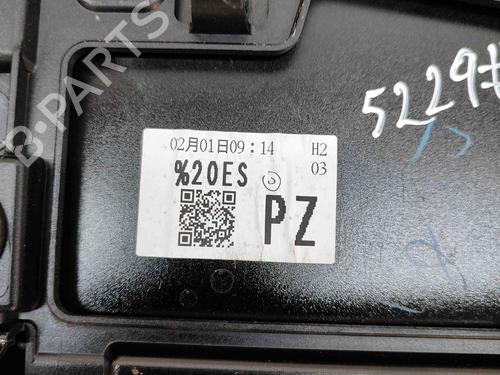 B-PARTS
5229
02月01日09:14 H2
03
%20ES D
PZ